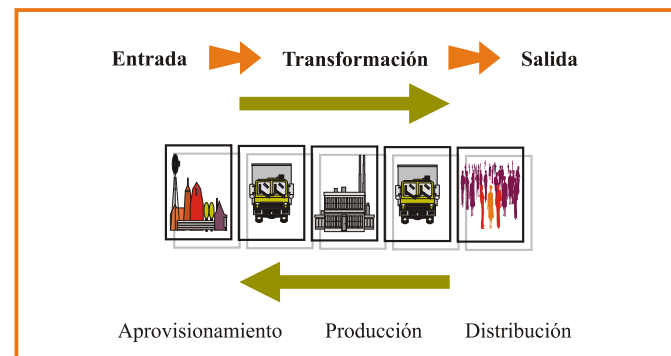 Entrada Transformación Salida
Aprovisionamiento Producción Distribución